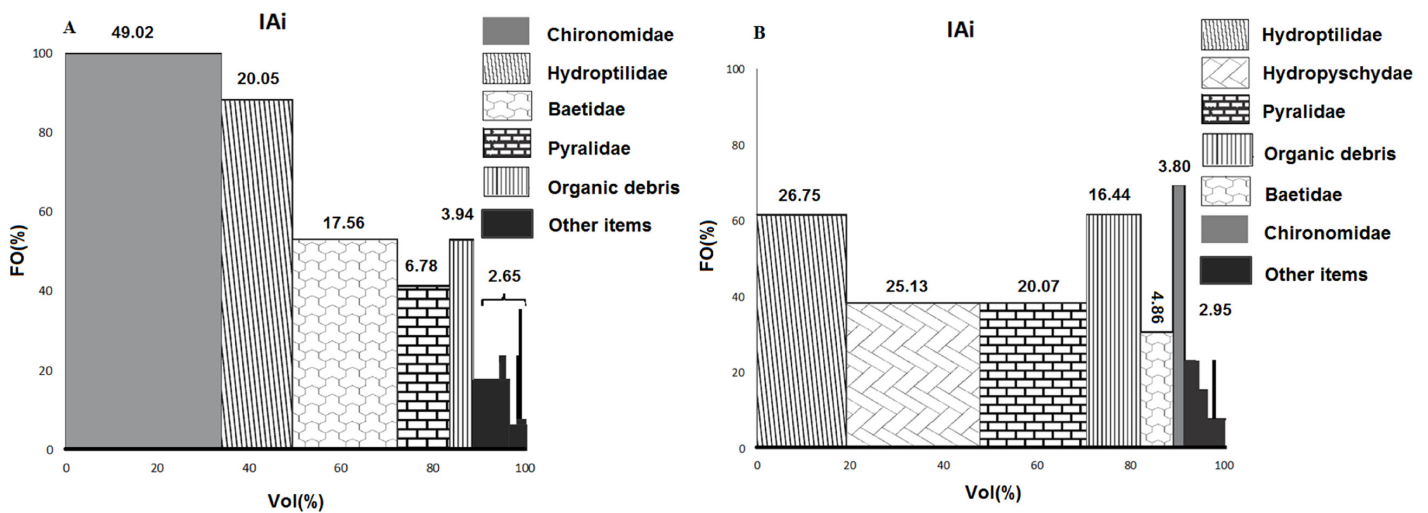 A
IAi
49.02
20.05
17.56
6.78
3.94
2.65
FO(%)
100
80
60
40
20
0
0 20 40 60 80 100
Vol(%)
Chironomidae
Hydroptilidae
Baetidae
Pyralidae
Organic debris
Other items
B
IAi
26.75
25.13
20.07
16.44
4.86
3.80
2.95
FO(%)
100
80
60
40
20
0
0 20 40 60 80 100
Vol(%)
Hydroptilidae
Hydropyschydae
Pyralidae
Organic debris
Baetidae
Chironomidae
Other items